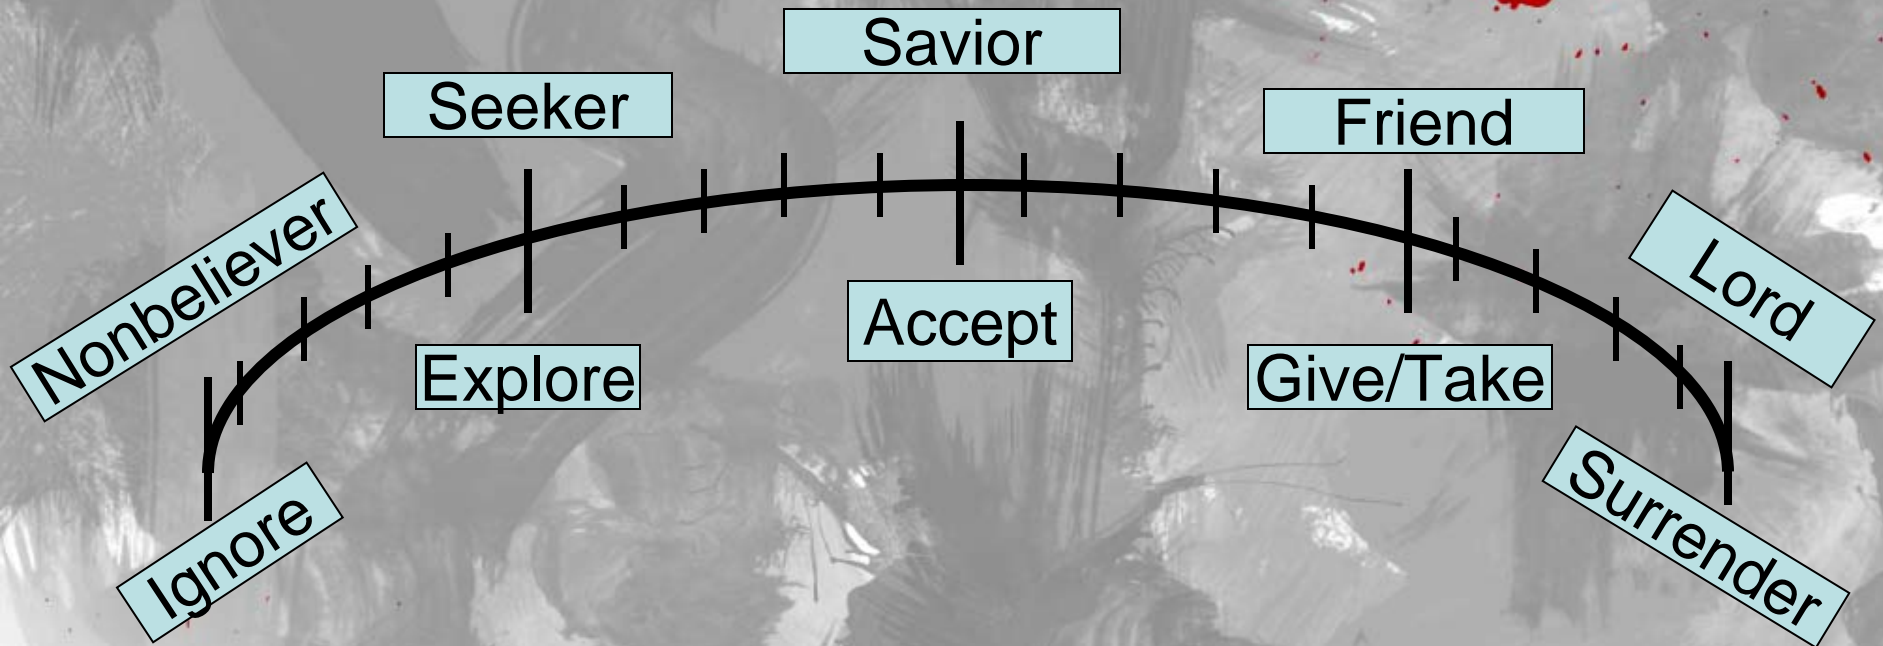 Savior
Seeker
Friend
Nonbeliever
Lord
Accept
Explore
Give/Take
Ignore
Surrender